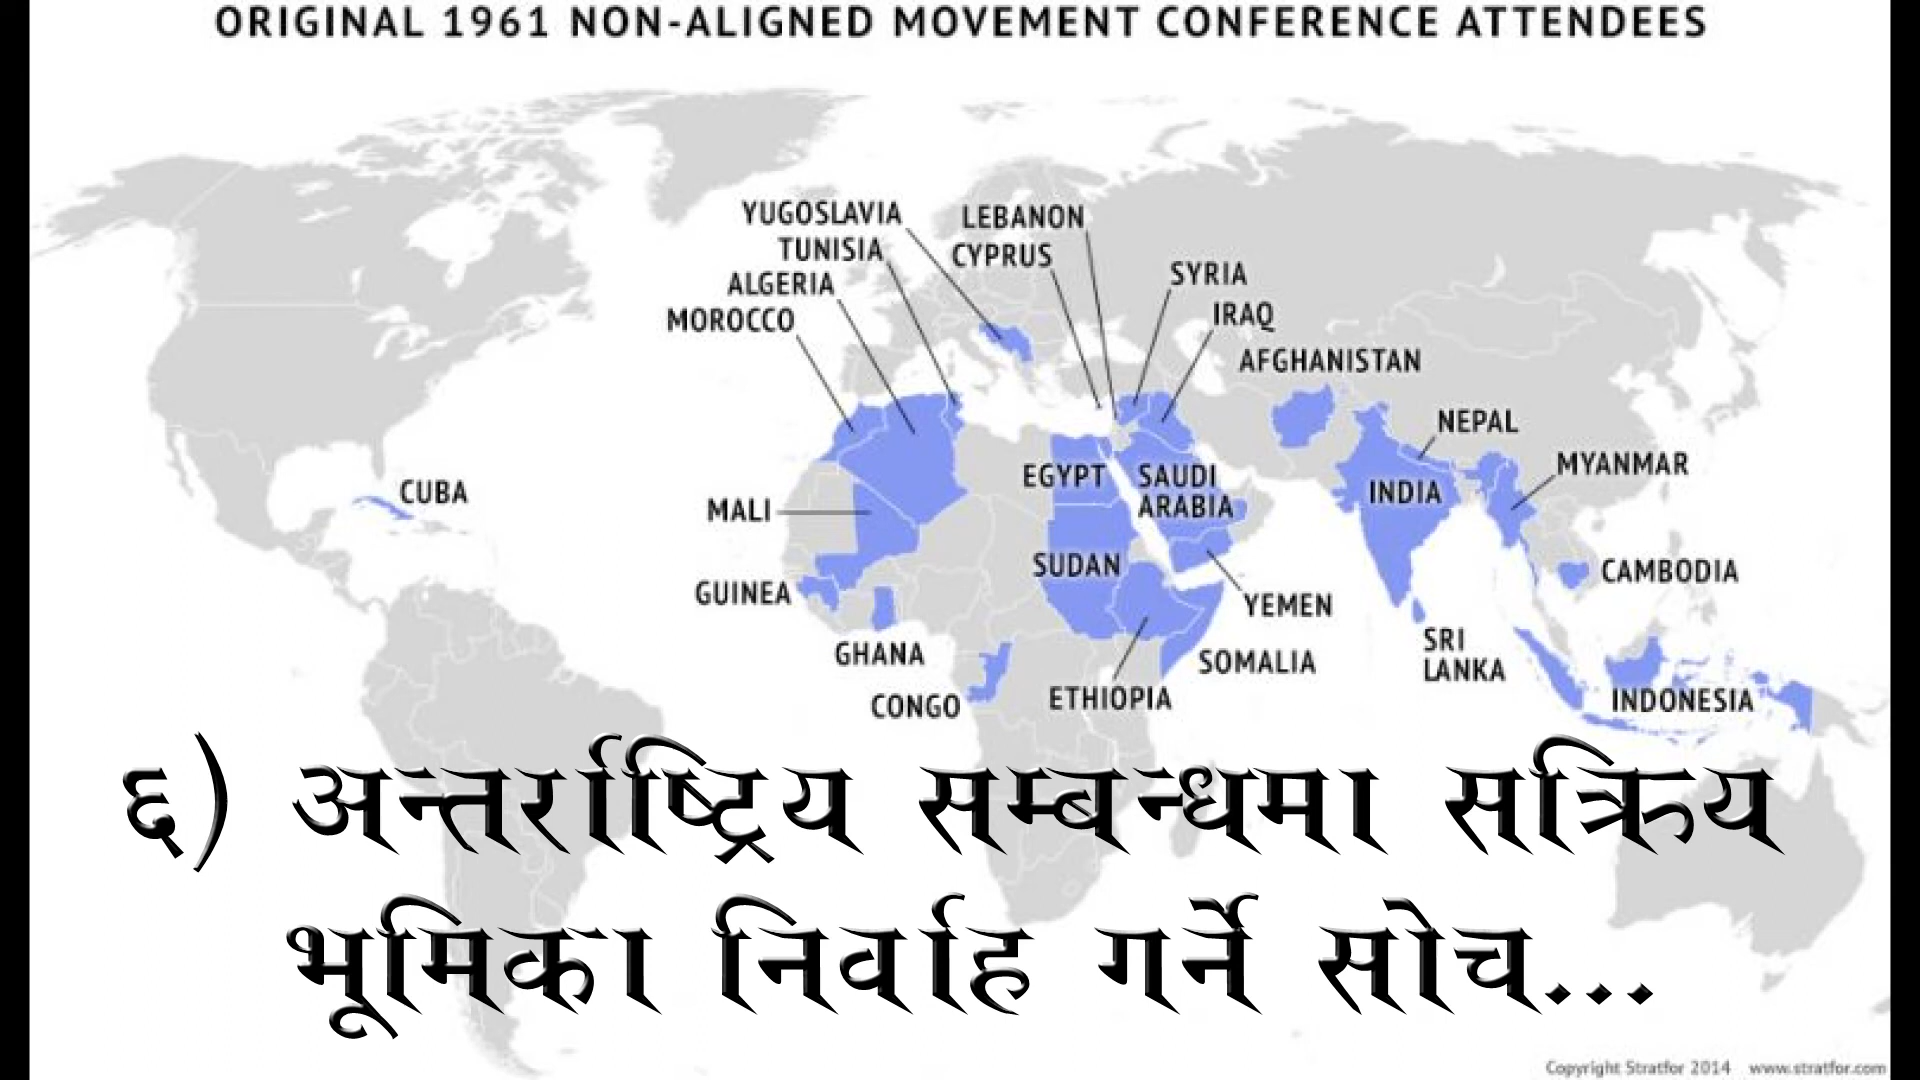 ORIGINAL 1961 NON-ALIGNED MOVEMENT CONFERENCE ATTENDEES
YUGOSLAVIA
LEBANON
TUNISIA
CYPRUS
ALGERIA
SYRIA
MOROCCO
IRAQ
AFGHANISTAN
NEPAL
MYANMAR
CUBA
EGYPT
SAUDI
ARABIA
INDIA
MALI
SUDAN
CAMBODIA
GUINEA
YEMEN
GHANA
SRI
LANKA
SOMALIA
CONGO
ETHIOPIA
INDONESIA
६) अन्तर्राष्ट्रिय सम्बन्धमा सक्रिय
भूमिका निर्वाह गर्ने सोच...
Copyright Stratfor 2014 www.stratfor.com